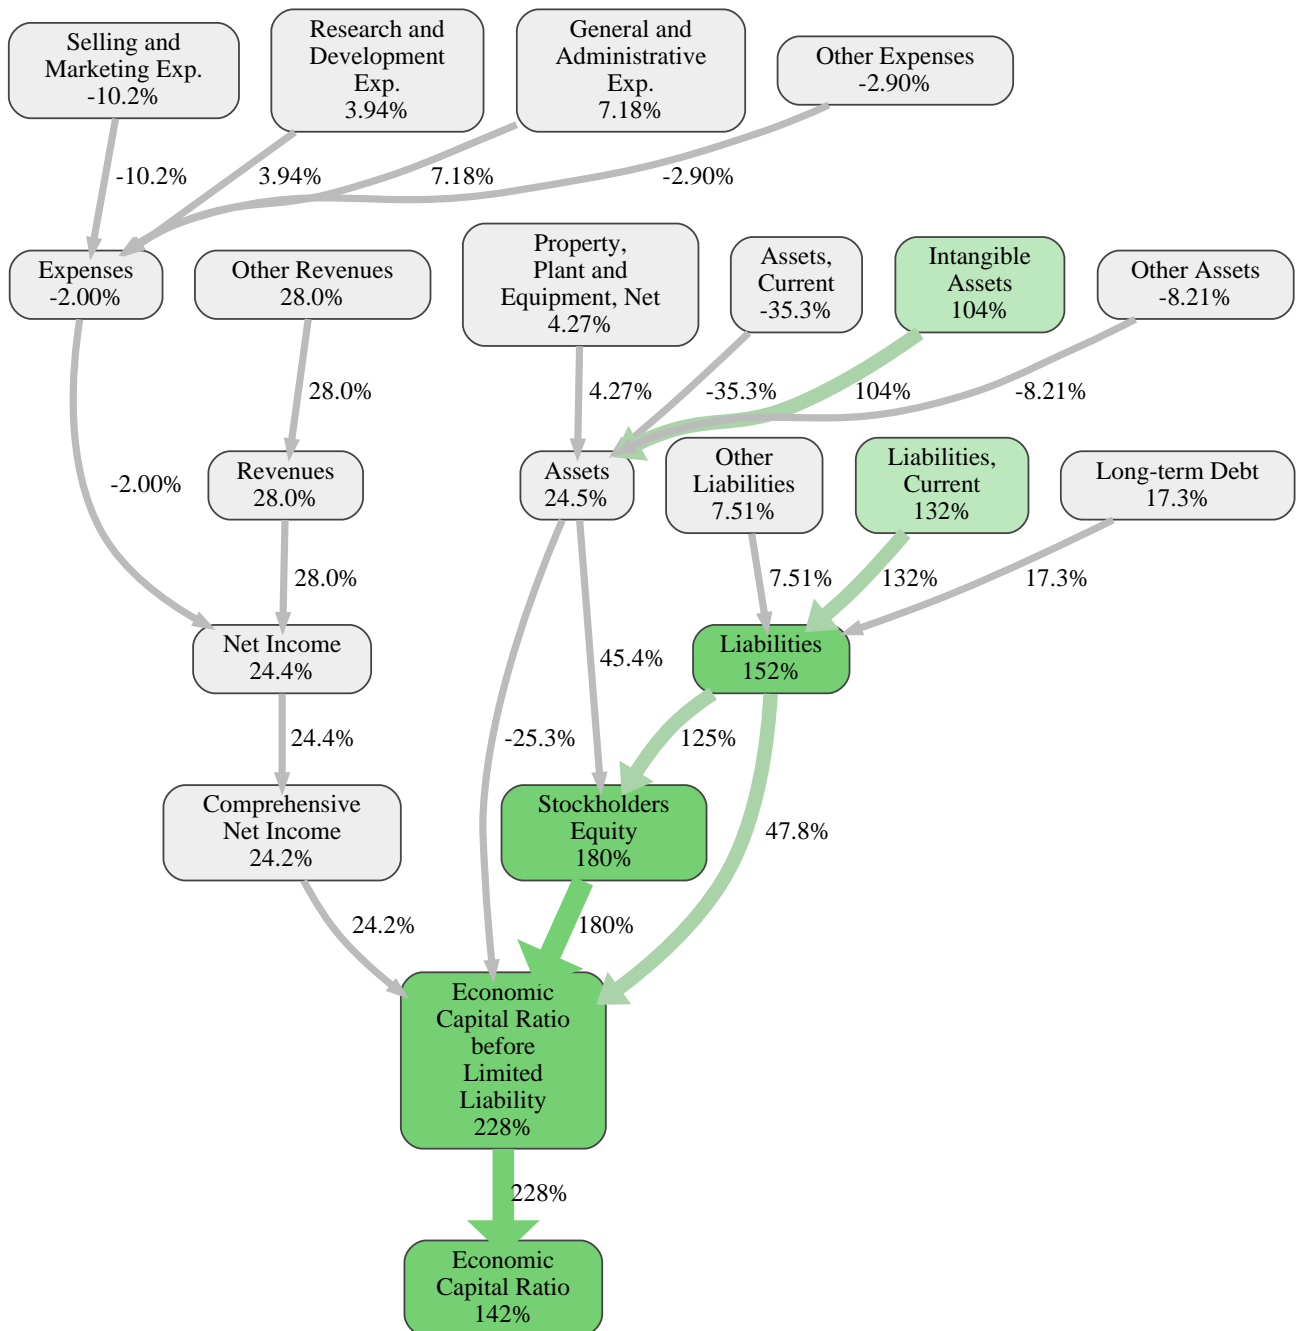 Selling and
Marketing Exp.
-10.2%
Research and
Development
Exp.
3.94%
General and
Administrative
Exp.
7.18%
Other Expenses
-2.90%
-10.2%
3.94%
7.18%
-2.90%
Expenses
-2.00%
Other Revenues
28.0%
Property,
Plant and
Equipment, Net
4.27%
Assets,
Current
-35.3%
Intangible
Assets
104%
Other Assets
-8.21%
28.0%
4.27%
-35.3%
104%
-8.21%
-2.00%
Revenues
28.0%
Assets
24.5%
Other
Liabilities
7.51%
Liabilities,
Current
132%
Long-term Debt
17.3%
28.0%
7.51%
132%
17.3%
Net Income
24.4%
45.4%
Liabilities
152%
24.4%
-25.3%
125%
Comprehensive
Net Income
24.2%
Stockholders
Equity
180%
47.8%
24.2%
180%
Economic
Capital Ratio
before
Limited
Liability
228%
228%
Economic
Capital Ratio
142%